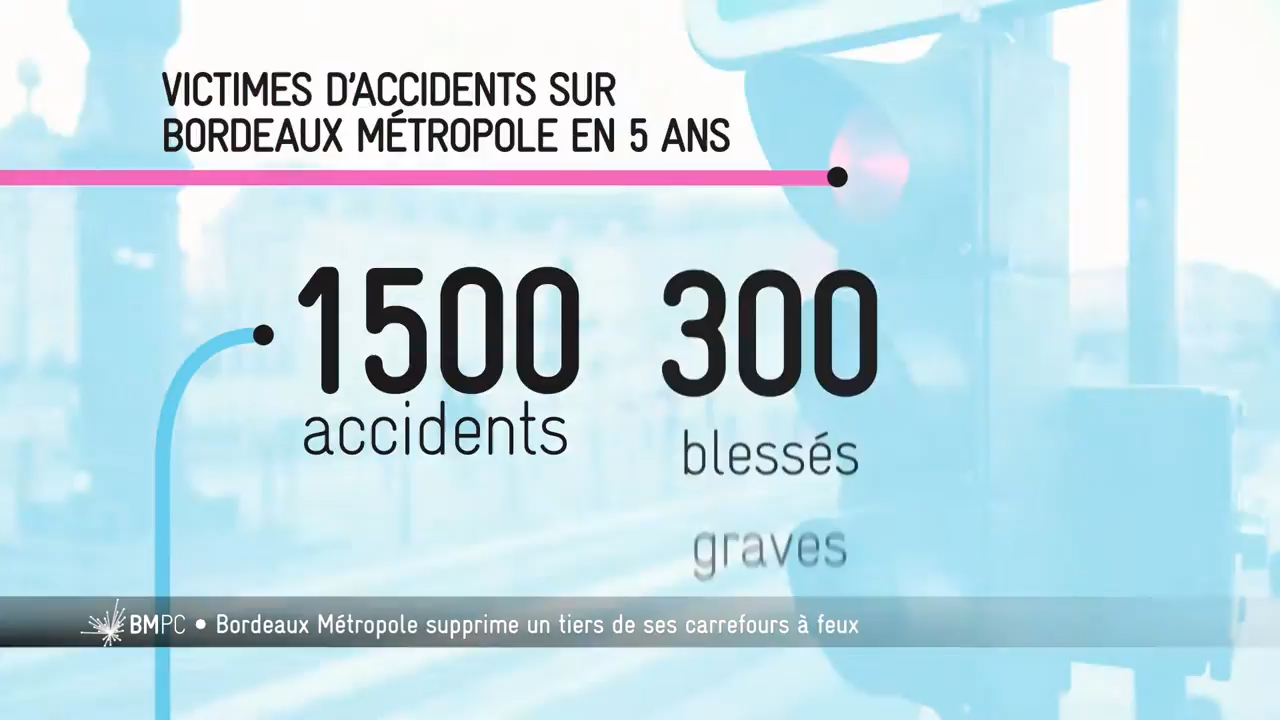 VICTIMES D'ACCIDENTS SUR
BORDEAUX MÉTROPOLE EN 5 ANS
1500
accidents
300
blessés
graves
BMPC • Bordeaux Métropole supprime un tiers de ses carrefours à feux